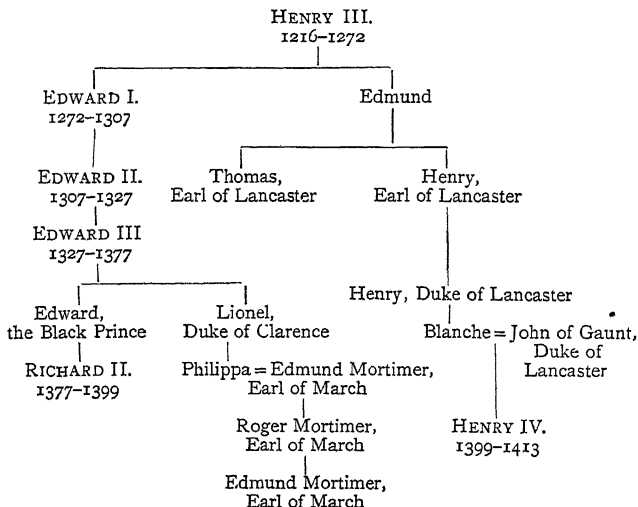 HENRY III.
1216-1272
EDWARD I.
1272-1307
Edmund
EDWARD II.
1307-1327
Thomas,
Earl of Lancaster
Henry,
Earl of Lancaster
EDWARD III
1327-1377
Henry, Duke of Lancaster
Edward,
the Black Prince
Lionel,
Duke of Clarence
Blanche = John of Gaunt,
Duke of
Lancaster
RICHARD II.
1377-1399
Philippa = Edmund Mortimer,
Earl of March
Roger Mortimer,
Earl of March
HENRY IV.
1399-1413
Edmund Mortimer,
Earl of March